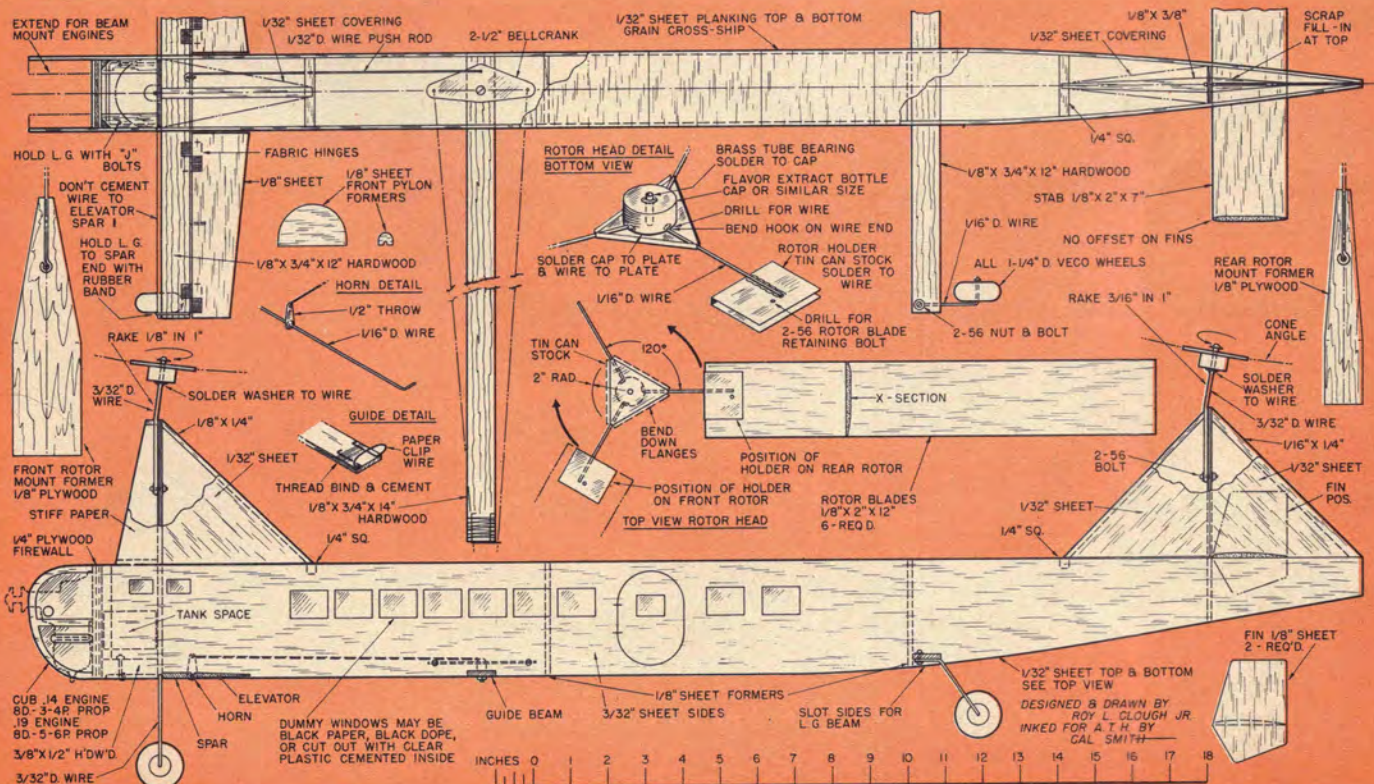 EXTEND FOR BEAM
MOUNT ENGINES
1/32" SHEET COVERING
1/32"D. WIRE PUSH ROD
2-1/2" BELLCRANK
1/32" SHEET PLANKING TOP & BOTTOM
GRAIN CROSS-SHIP
1/32" SHEET COVERING
1/8" X 3/8"
SCRAP
FILL-IN
AT TOP
HOLD L.G. WITH "J"
BOLTS
FABRIC HINGES
1/8" SHEET
DON'T CEMENT
WIRE TO
ELEVATOR
SPAR !
HOLD L.G.
TO SPAR
END WITH
RUBBER
BAND
1/8" SHEET
FRONT PYLON
FORMERS
1/8" X 3/4" X 12" HARDWOOD
HORN DETAIL
1/2" THROW
1/16" D. WIRE
ROTOR HEAD DETAIL
BOTTOM VIEW
BRASS TUBE BEARING
SOLDER TO CAP
FLAVOR EXTRACT BOTTLE
CAP OR SIMILAR SIZE
DRILL FOR WIRE
BEND HOOK ON WIRE END
SOLDER CAP TO PLATE
& WIRE TO PLATE
ROTOR HOLDER
TIN CAN STOCK
SOLDER TO
WIRE
1/16" D. WIRE
DRILL FOR
2-56 ROTOR BLADE
RETAINING BOLT
1/4" SQ.
1/8" X 3/4" X 12" HARDWOOD
STAB 1/8" X 2" X 7"
1/16" D. WIRE
NO OFFSET ON FINS
ALL 1-1/4" D. VECO WHEELS
2-56 NUT & BOLT
REAR ROTOR
MOUNT FORMER
1/8" PLYWOOD
RAKE 3/16" IN 1"
CONE
ANGLE
SOLDER
WASHER
TO WIRE
3/32" D. WIRE
1/16" X 1/4"
1/32" SHEET
FIN
POS.
2-56
BOLT
1/32" SHEET
1/4" SQ.
RAKE 1/8" IN 1"
3/32" D.
WIRE
SOLDER WASHER TO WIRE
1/8" X 1/4"
1/32" SHEET
FRONT ROTOR
MOUNT FORMER
1/8" PLYWOOD
STIFF PAPER
1/4" PLYWOOD
FIREWALL
1/4" SQ.
GUIDE DETAIL
PAPER
CLIP
WIRE
THREAD BIND & CEMENT
1/8" X 3/4" X 14"
HARDWOOD
TIN CAN
STOCK
120°
2" RAD
BEND
DOWN
FLANGES
X-SECTION
POSITION OF
HOLDER ON REAR ROTOR
POSITION OF HOLDER
ON FRONT ROTOR
ROTOR BLADES
1/8" X 2" X 12"
6-REQ D.
TOP VIEW ROTOR HEAD
TANK SPACE
CUB .14 ENGINE
8D.-3-4P. PROP
.19 ENGINE
8D.-5-6P. PROP
3/8" X 1/2" H'DW'D.
3/32" D. WIRE
ELEVATOR
HORN
SPAR
DUMMY WINDOWS MAY BE
BLACK PAPER, BLACK DOPE,
OR CUT OUT WITH CLEAR
PLASTIC CEMENTED INSIDE
GUIDE BEAM
1/8" SHEET FORMERS
3/32" SHEET SIDES
SLOT SIDES FOR
L.G BEAM
1/32" SHEET TOP & BOTTOM
SEE TOP VIEW
FIN 1/8" SHEET
2 - REQ'D.
DESIGNED & DRAWN BY
ROY L. CLOUGH JR.
INKED FOR A.T.H. BY
CAL SMITH
INCHES 0 1 2 3 4 5 6 7 8 9 10 11 12 13 14 15 16 17 18